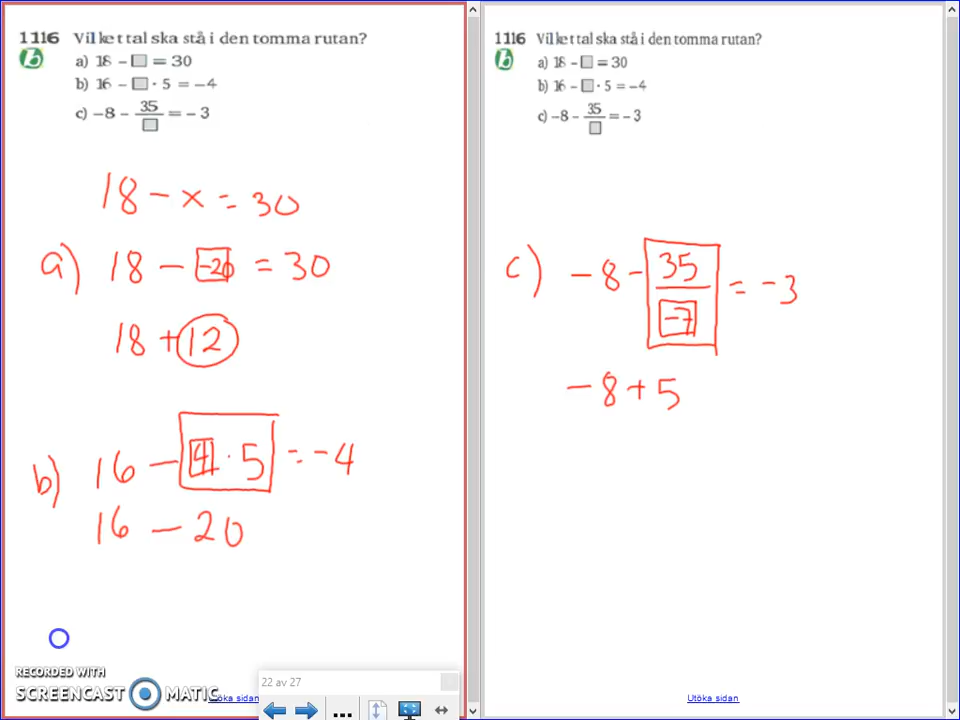 1116 Vilket tal ska stå i den tomma rutan?
b
a) 18 - □ = 30
b) 16 - □ · 5 = -4
c) -8 - 35/□ = -3
18 - x = 30
a) 18 - -20 = 30
18 + 12
b) 16 - 4 · 5 = -4
16 - 20
RECORDED WITH
SCREENCAST MATIC
Utöka sidan
22 av 27
...
1116 Vilket tal ska stå i den tomma rutan?
b
a) 18 - □ = 30
b) 16 - □ · 5 = -4
c) -8 - 35/□ = -3
c) -8 - 35/-7 = -3
-8 + 5
Utöka sidan